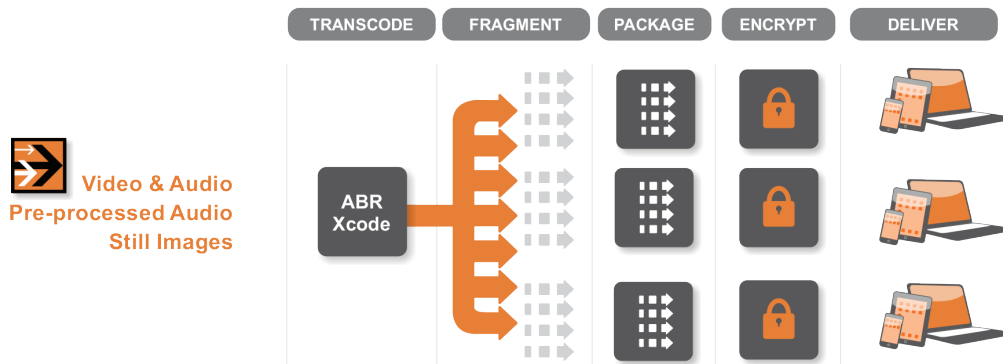 TRANSCODE
FRAGMENT
PACKAGE
ENCRYPT
DELIVER
Video & Audio
Pre-processed Audio
Still Images
ABR
Xcode